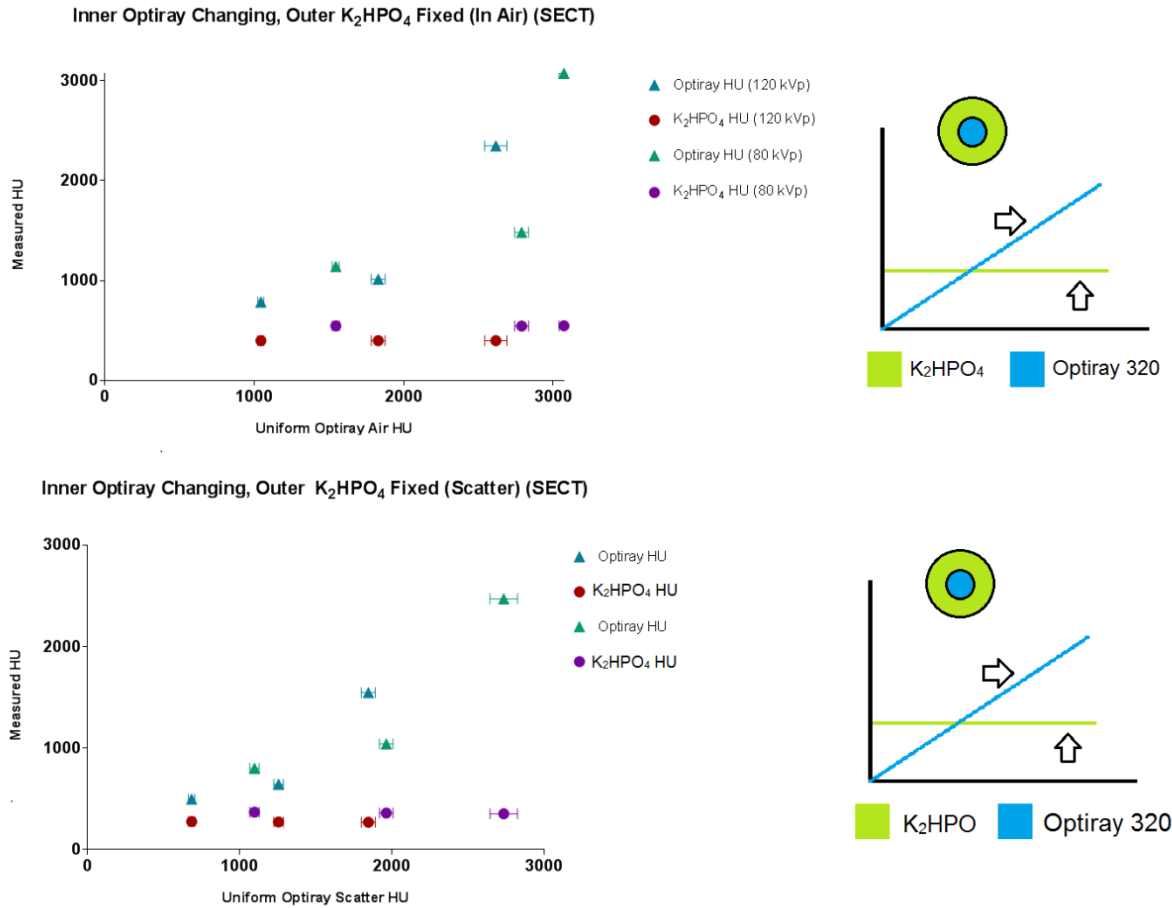 Inner Optiray Changing, Outer K₂HPO₄ Fixed (In Air) (SECT)
3000
2000
1000
0
Measured HU
0 1000 2000 3000
Uniform Optiray Air HU
Optiray HU (120 kVp)
K₂HPO₄ HU (120 kVp)
Optiray HU (80 kVp)
K₂HPO₄ HU (80 kVp)
K₂HPO₄ Optiray 320
Inner Optiray Changing, Outer K₂HPO₄ Fixed (Scatter) (SECT)
3000
2000
1000
0
Measured HU
0 1000 2000 3000
Uniform Optiray Scatter HU
Optiray HU
K₂HPO₄ HU
Optiray HU
K₂HPO₄ HU
K₂HPO Optiray 320